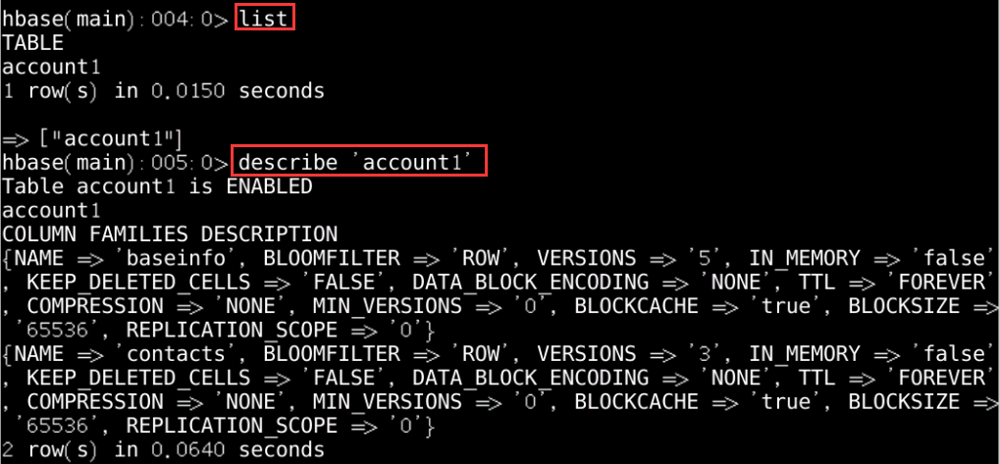 hbase(main):004:0> list
TABLE
account1
1 row(s) in 0.0150 seconds
=> ["account1"]
hbase(main):005:0> describe 'account1'
Table account1 is ENABLED
account1
COLUMN FAMILIES DESCRIPTION
{NAME => 'baseinfo', BLOOMFILTER => 'ROW', VERSIONS => '5', IN_MEMORY => 'false'
, KEEP_DELETED_CELLS => 'FALSE', DATA_BLOCK_ENCODING => 'NONE', TTL => 'FOREVER'
, COMPRESSION => 'NONE', MIN_VERSIONS => '0', BLOCKCACHE => 'true', BLOCKSIZE =>
'65536', REPLICATION_SCOPE => '0'}
{NAME => 'contacts', BLOOMFILTER => 'ROW', VERSIONS => '3', IN_MEMORY => 'false'
, KEEP_DELETED_CELLS => 'FALSE', DATA_BLOCK_ENCODING => 'NONE', TTL => 'FOREVER'
, COMPRESSION => 'NONE', MIN_VERSIONS => '0', BLOCKCACHE => 'true', BLOCKSIZE =>
'65536', REPLICATION_SCOPE => '0'}
2 row(s) in 0.0640 seconds